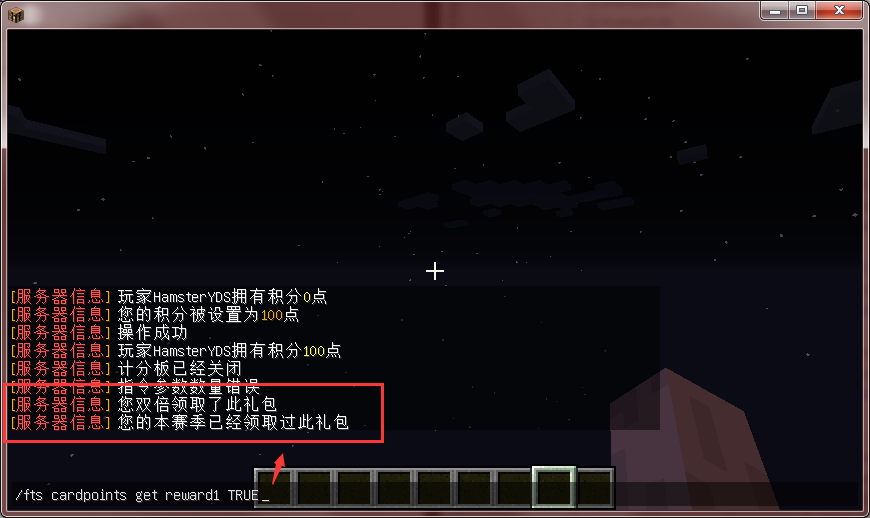 [服务器信息] 玩家HamsterYDS拥有积分0点
[服务器信息] 您的积分被设置为100点
[服务器信息] 操作成功
[服务器信息] 玩家HamsterYDS拥有积分100点
[服务器信息] 计分板已经关闭
[服务器信息] 指令参数数量错误
[服务器信息] 您双倍领取了此礼包
[服务器信息] 您的本赛季已经领取过此礼包
/fts cardpoints get reward1 TRUE_